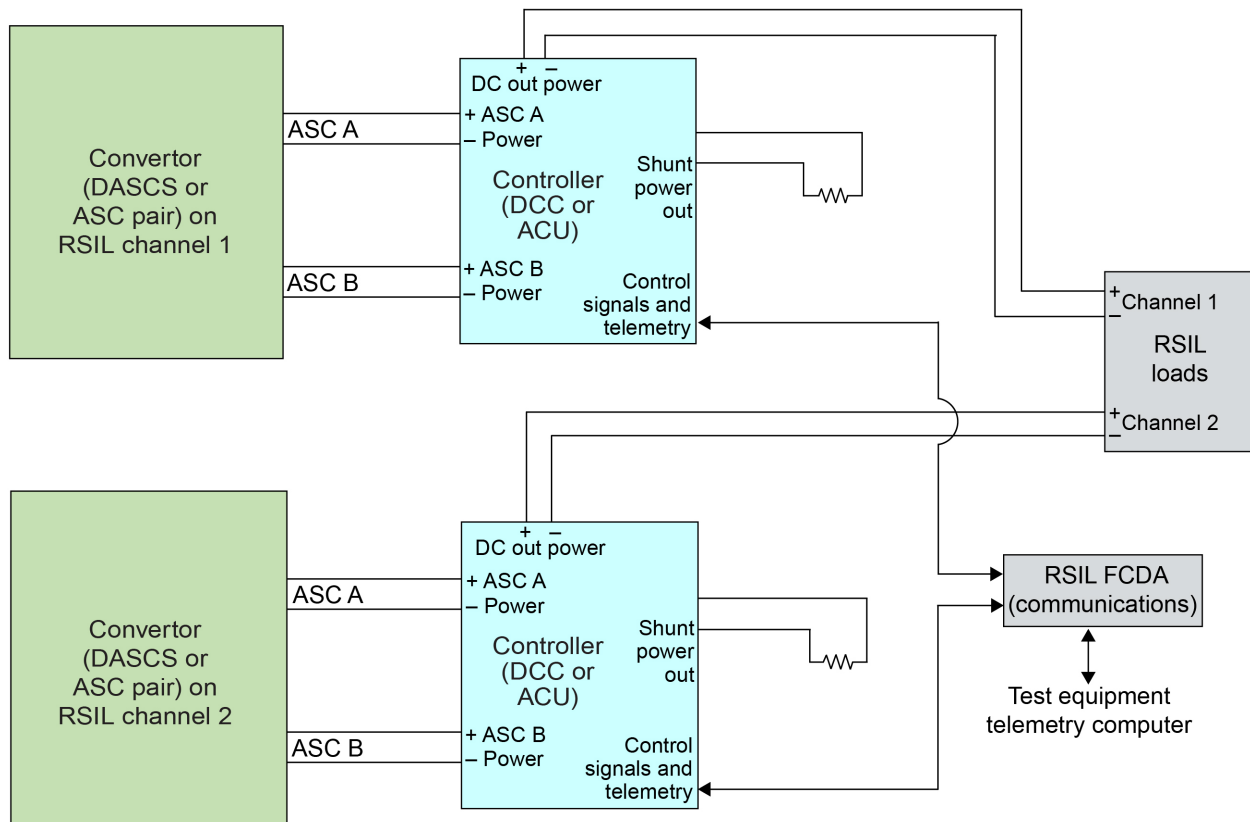 Convertor
(DASCS or
ASC pair) on
RSIL channel 1
ASC A
ASC B
+ –
DC out power
+ ASC A
– Power
Controller
(DCC or
ACU)
Shunt
power
out
+ ASC B
– Power
Control
signals and
telemetry
+
Channel 1
–
RSIL
loads
+
Channel 2
–
Convertor
(DASCS or
ASC pair) on
RSIL channel 2
ASC A
ASC B
+ –
DC out power
+ ASC A
– Power
Controller
(DCC or
ACU)
Shunt
power
out
+ ASC B
– Power
Control
signals and
telemetry
RSIL FCDA
(communications)
Test equipment
telemetry computer